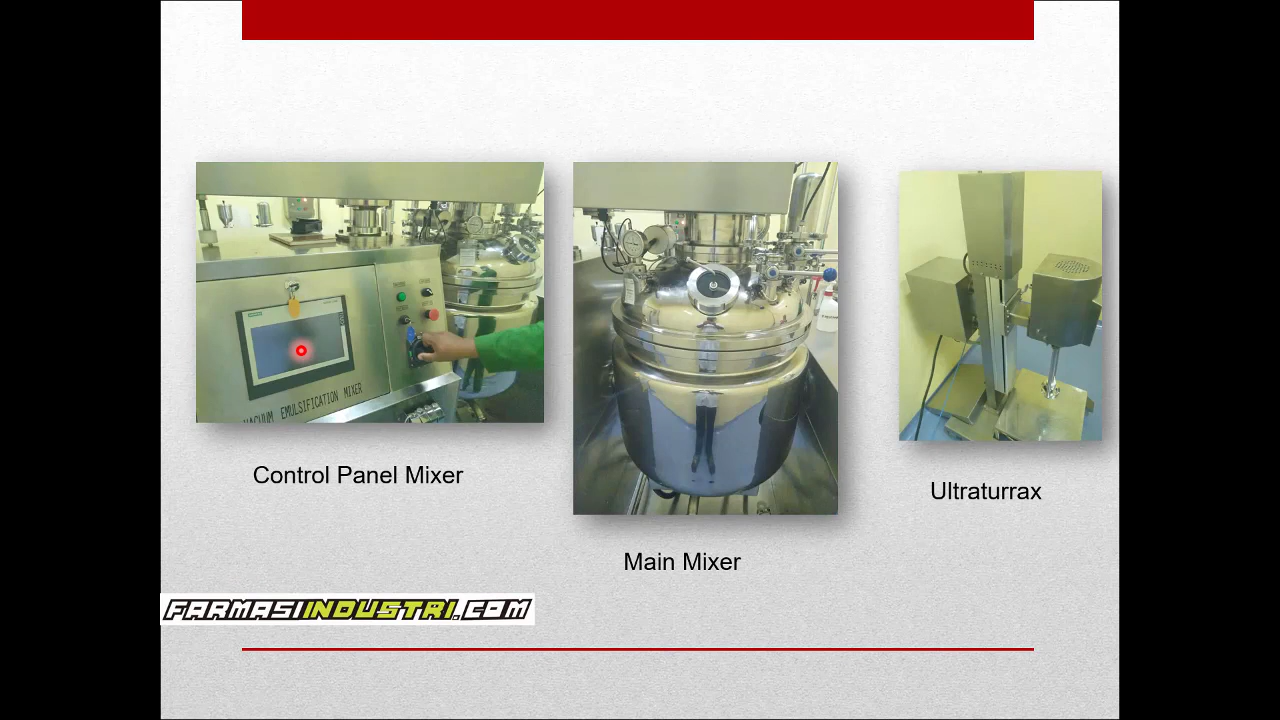 VACUUM EMULSIFICATION MIXER
Control Panel Mixer
Main Mixer
Ultraturrax
FARMASIINDUSTRI.COM